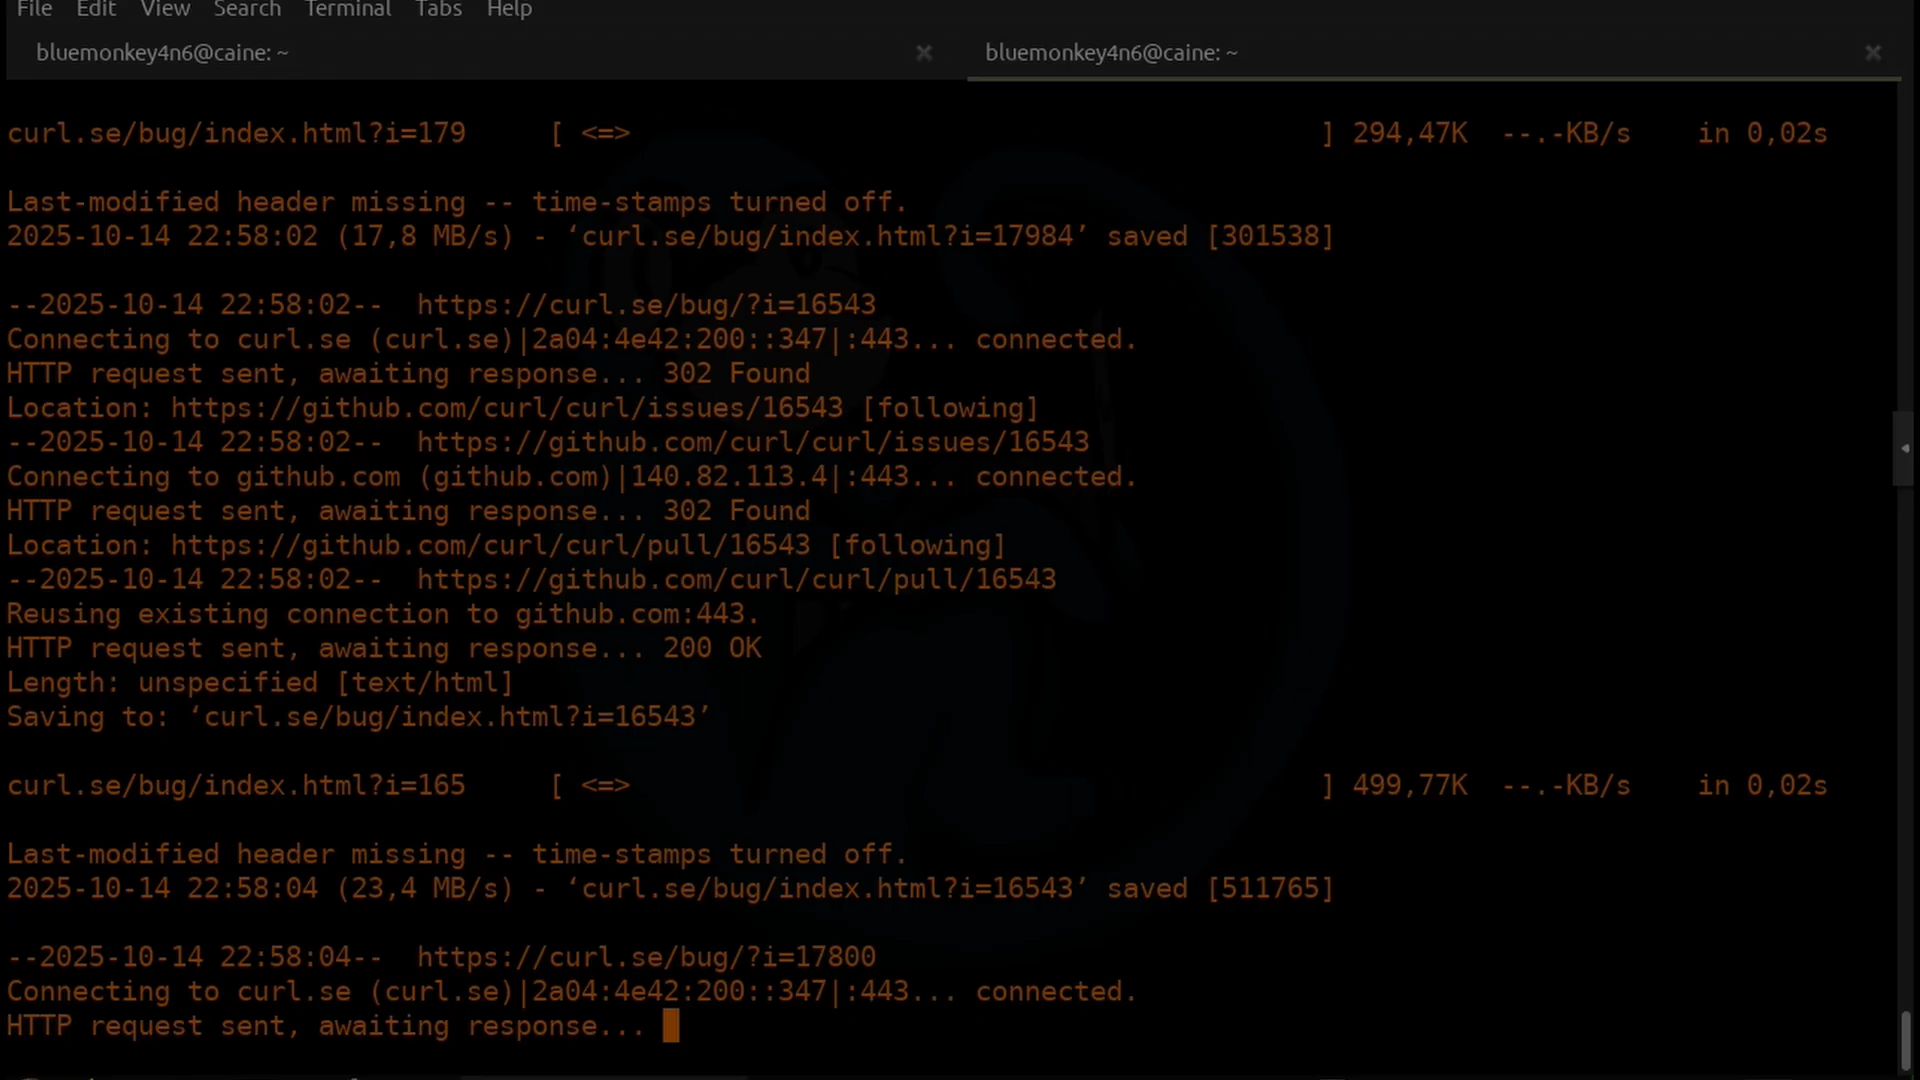 File Edit View Search Terminal Tabs Help
bluemonkey4n6@caine: ~ × bluemonkey4n6@caine: ~ ×
curl.se/bug/index.html?i=179 [ <=> ] 294,47K --.-KB/s in 0,02s
Last-modified header missing -- time-stamps turned off.
2025-10-14 22:58:02 (17,8 MB/s) - ‘curl.se/bug/index.html?i=17984’ saved [301538]
--2025-10-14 22:58:02-- https://curl.se/bug/?i=16543
Connecting to curl.se (curl.se)|2a04:4e42:200::347|:443... connected.
HTTP request sent, awaiting response... 302 Found
Location: https://github.com/curl/curl/issues/16543 [following]
--2025-10-14 22:58:02-- https://github.com/curl/curl/issues/16543
Connecting to github.com (github.com)|140.82.113.4|:443... connected.
HTTP request sent, awaiting response... 302 Found
Location: https://github.com/curl/curl/pull/16543 [following]
--2025-10-14 22:58:02-- https://github.com/curl/curl/pull/16543
Reusing existing connection to github.com:443.
HTTP request sent, awaiting response... 200 OK
Length: unspecified [text/html]
Saving to: ‘curl.se/bug/index.html?i=16543’
curl.se/bug/index.html?i=165 [ <=> ] 499,77K --.-KB/s in 0,02s
Last-modified header missing -- time-stamps turned off.
2025-10-14 22:58:04 (23,4 MB/s) - ‘curl.se/bug/index.html?i=16543’ saved [511765]
--2025-10-14 22:58:04-- https://curl.se/bug/?i=17800
Connecting to curl.se (curl.se)|2a04:4e42:200::347|:443... connected.
HTTP request sent, awaiting response...